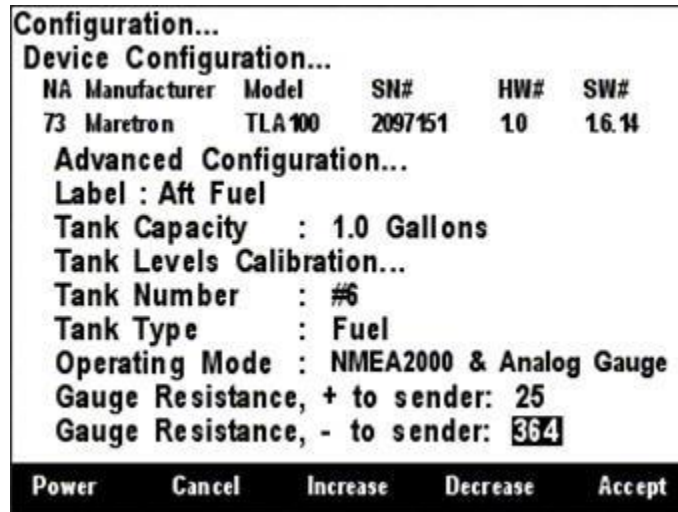 Configuration...
Device Configuration...
NA Manufacturer Model SN# HW# SW#
73 Maretron TLA100 2097151 1.0 1.6.14
Advanced Configuration...
Label : Aft Fuel
Tank Capacity : 1.0 Gallons
Tank Levels Calibration...
Tank Number : #6
Tank Type : Fuel
Operating Mode : NMEA2000 & Analog Gauge
Gauge Resistance, + to sender: 25
Gauge Resistance, - to sender: 364
Power Cancel Increase Decrease Accept